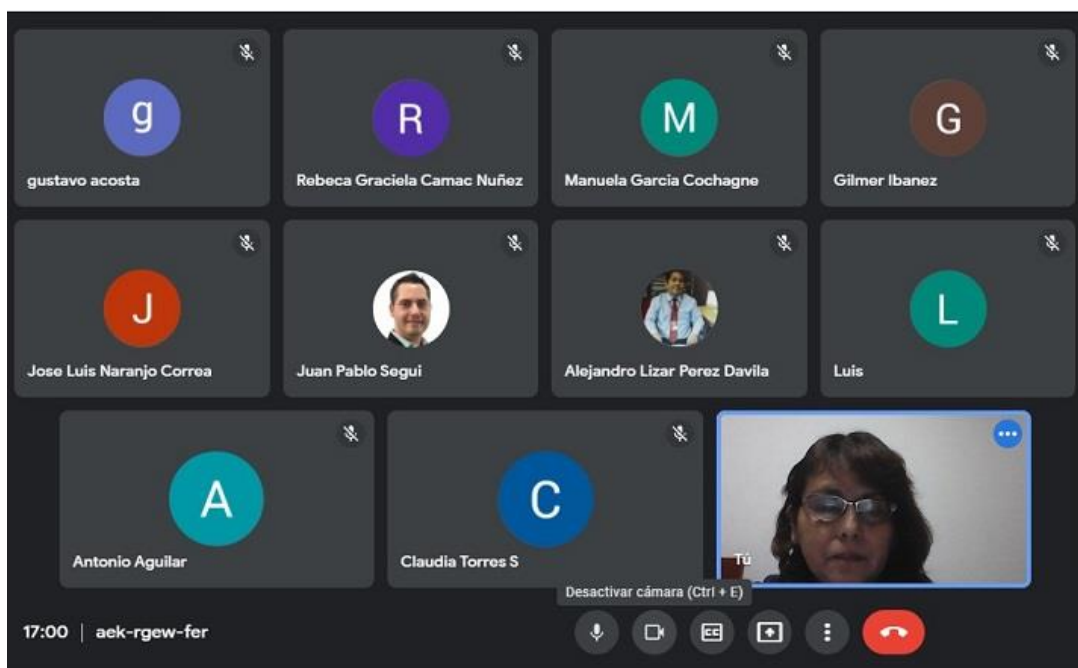 g
gustavo acosta
R
Rebeca Graciela Camac Nuñez
M
Manuela Garcia Cochagne
G
Gilmer Ibanez
J
Jose Luis Naranjo Correa
Juan Pablo Segui
Alejandro Lizar Perez Davila
L
Luis
A
Antonio Aguilar
C
Claudia Torres S
Tú
Desactivar cámara (Ctrl + E)
17:00 | aek-rgew-fer
CC